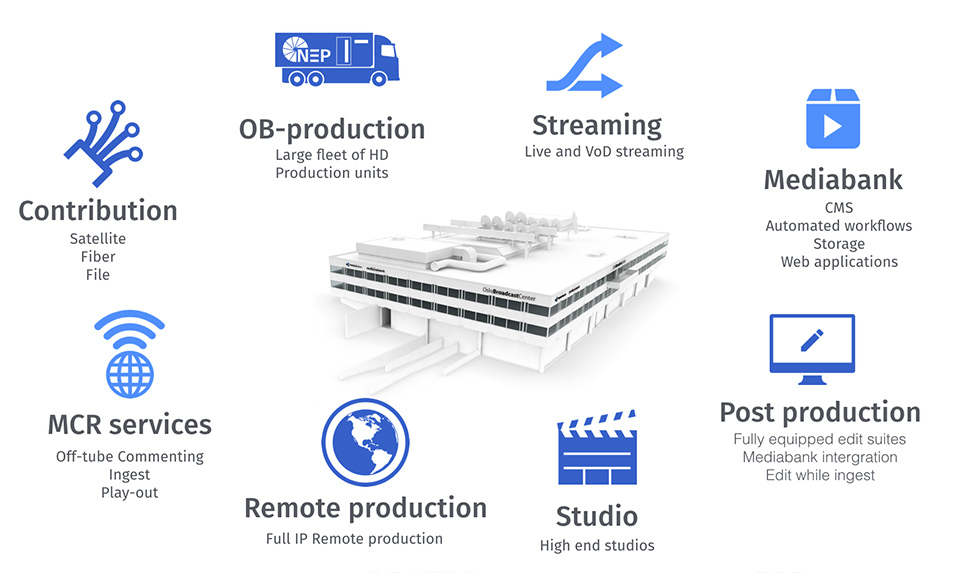 NEP
OB-production
Large fleet of HD
Production units
Streaming
Live and VoD streaming
Mediabank
CMS
Automated workflows
Storage
Web applications
Contribution
Satellite
Fiber
File
OsloBroadcastCenter
MCR services
Off-tube Commenting
Ingest
Play-out
Remote production
Full IP Remote production
Studio
High end studios
Post production
Fully equipped edit suites
Mediabank intergration
Edit while ingest